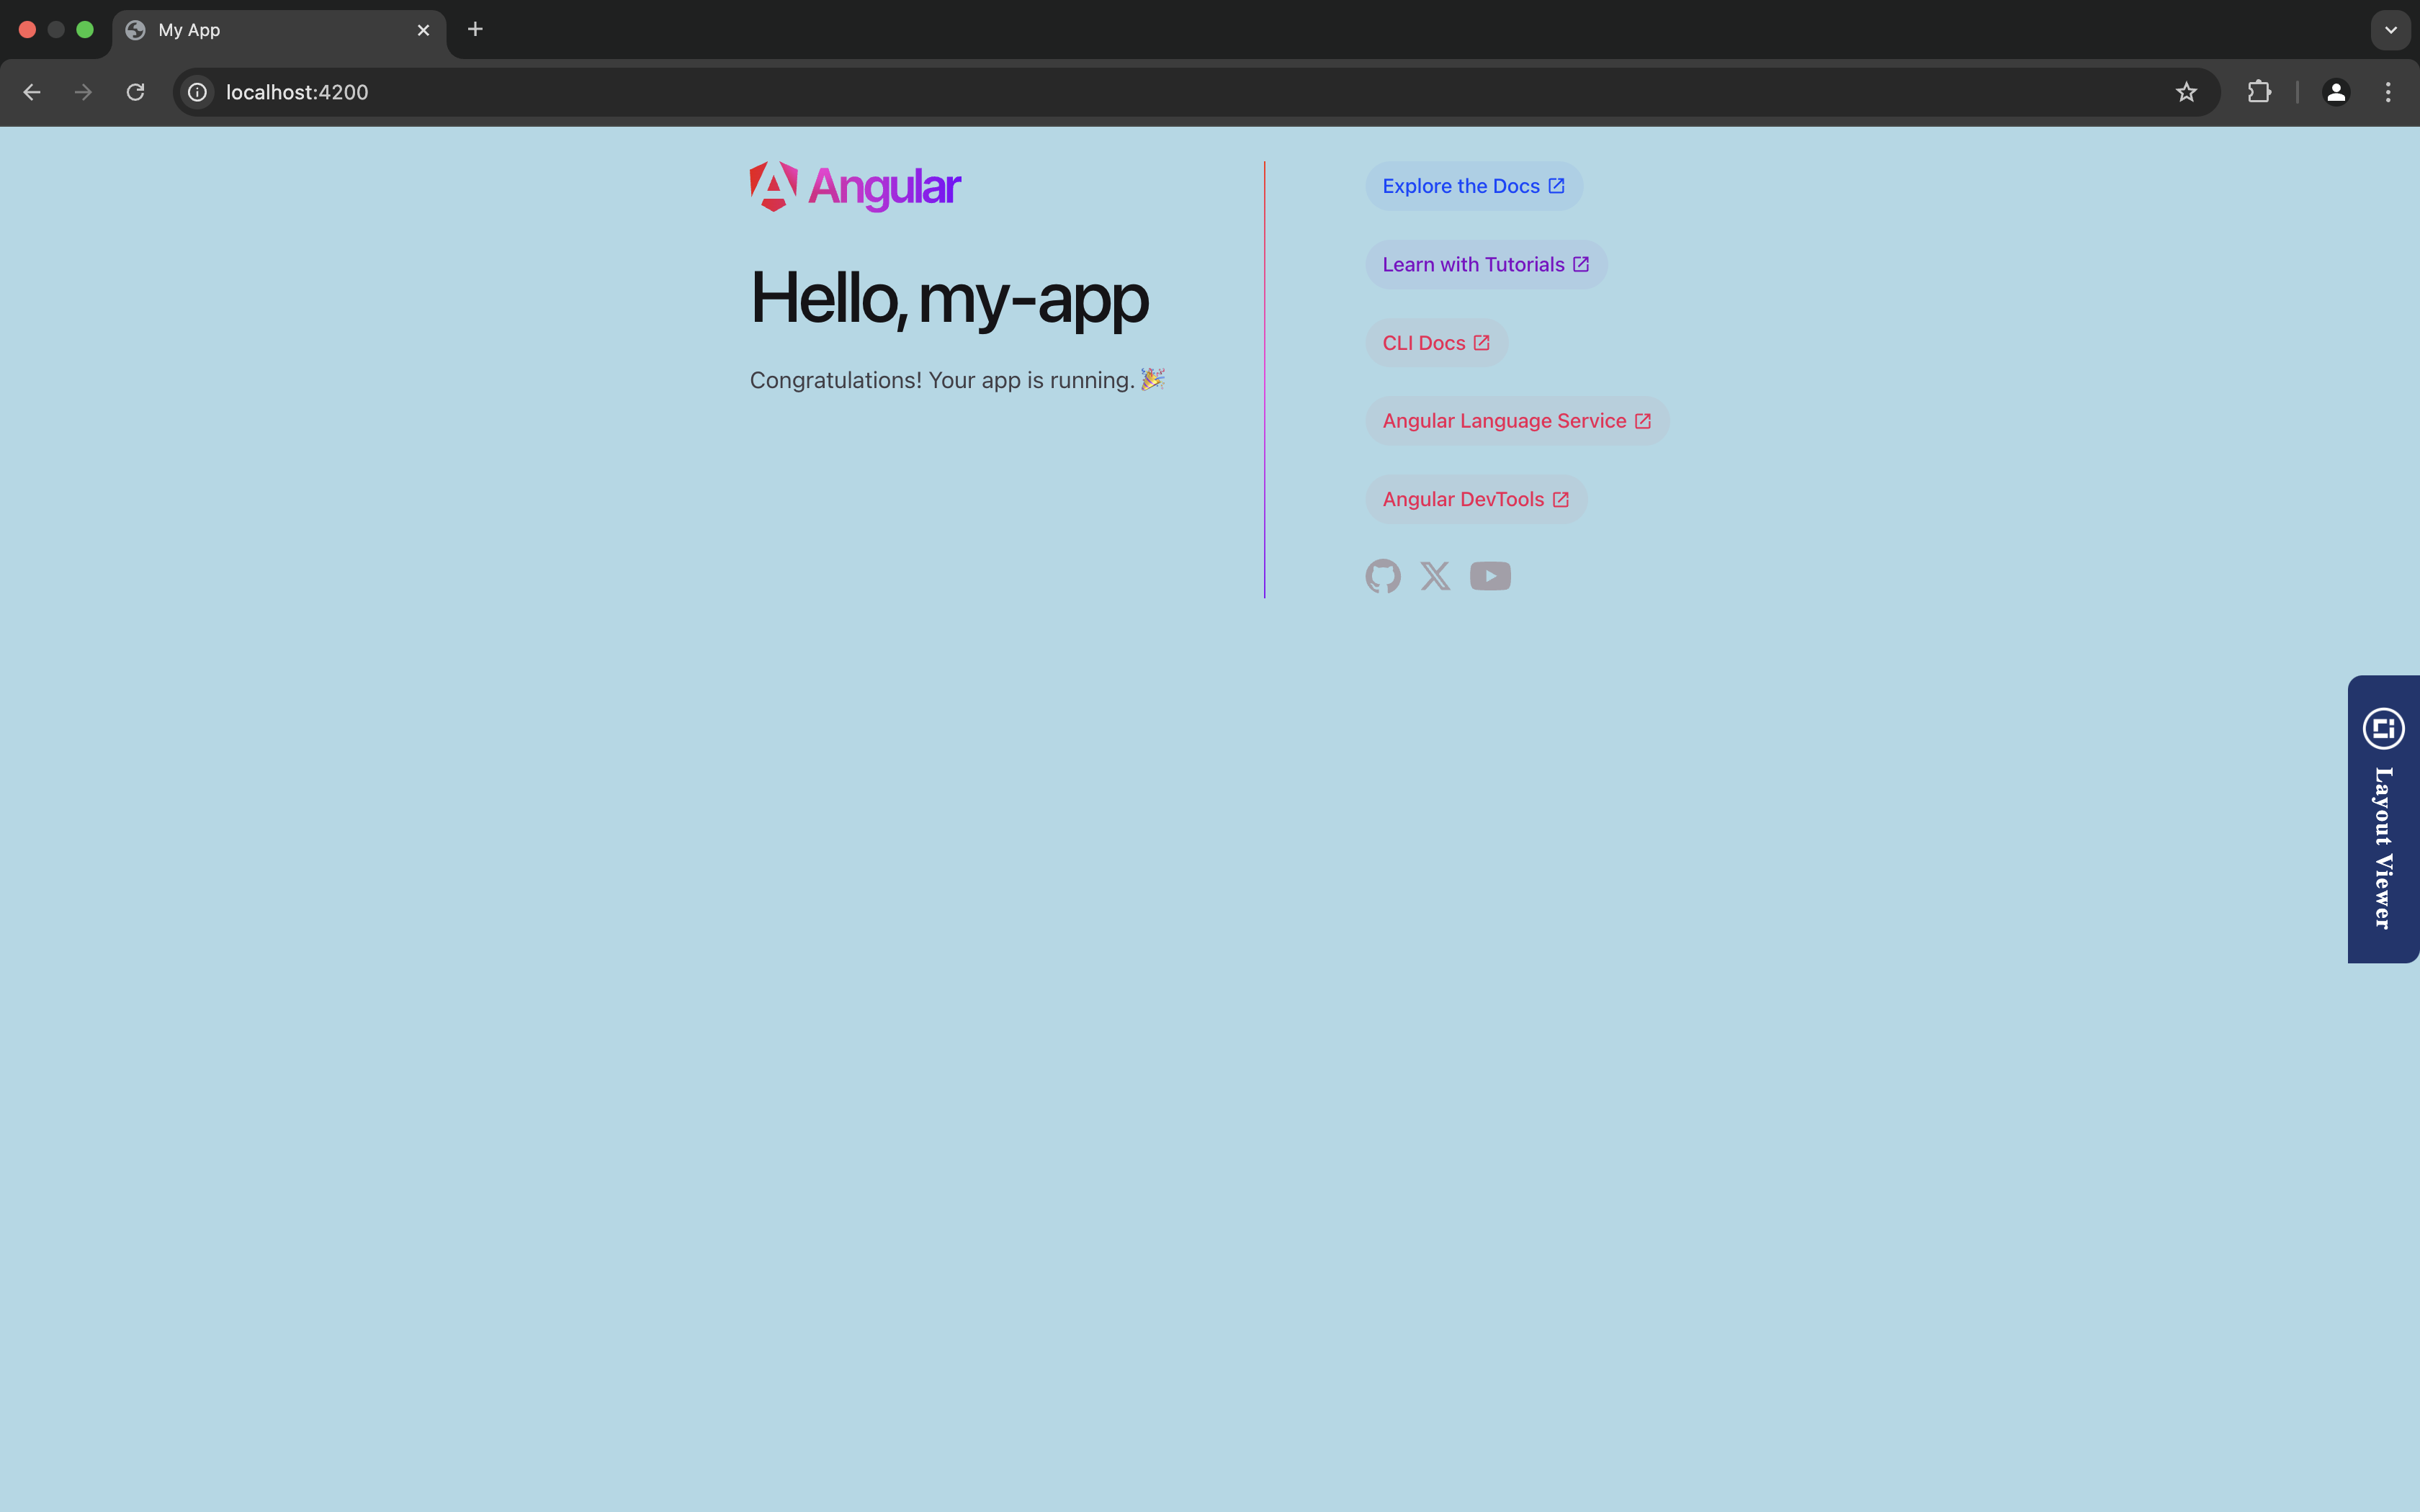 My App
localhost:4200
Angular
Hello, my-app
Congratulations! Your app is running. 🎉
Explore the Docs
Learn with Tutorials
CLI Docs
Angular Language Service
Angular DevTools
Layout Viewer